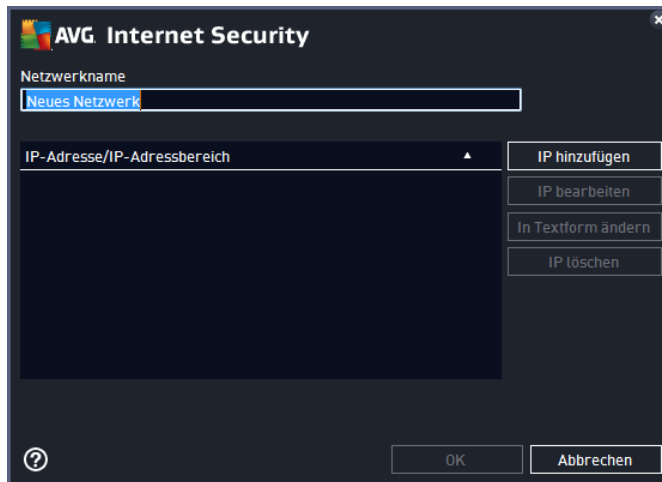 AVG. Internet Security
Netzwerkname
Neues Netzwerk
IP-Adresse/IP-Adressbereich
IP hinzufügen
IP bearbeiten
In Textform ändern
IP löschen
OK
Abbrechen